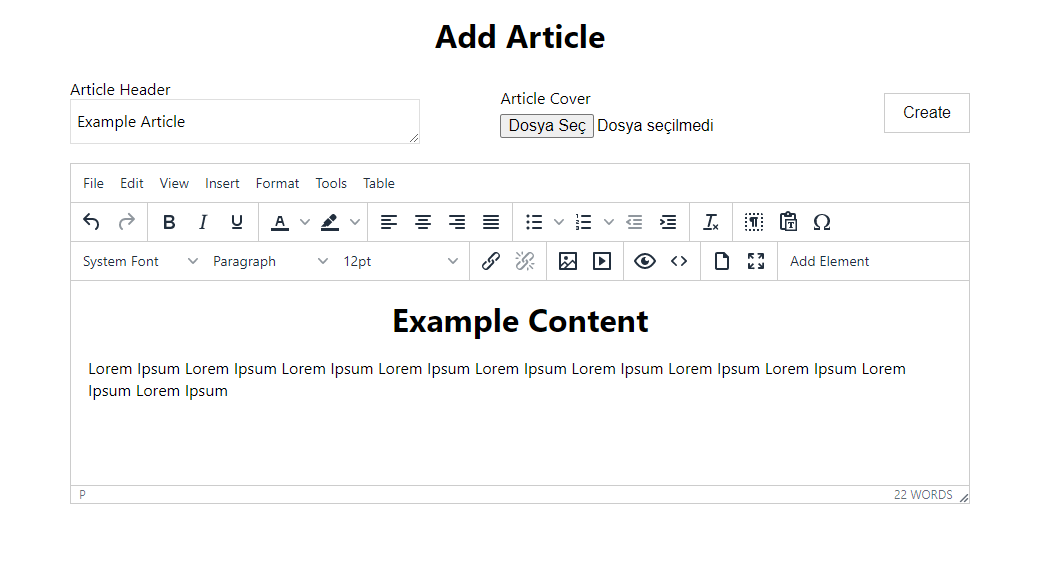 Add Article
Article Header
Example Article
Article Cover
Dosya Seç Dosya seçilmedi
Create
File Edit View Insert Format Tools Table
System Font Paragraph 12pt Add Element
Example Content
Lorem Ipsum Lorem Ipsum Lorem Ipsum Lorem Ipsum Lorem Ipsum Lorem Ipsum Lorem Ipsum Lorem Ipsum Lorem
Ipsum Lorem Ipsum
P 22 WORDS